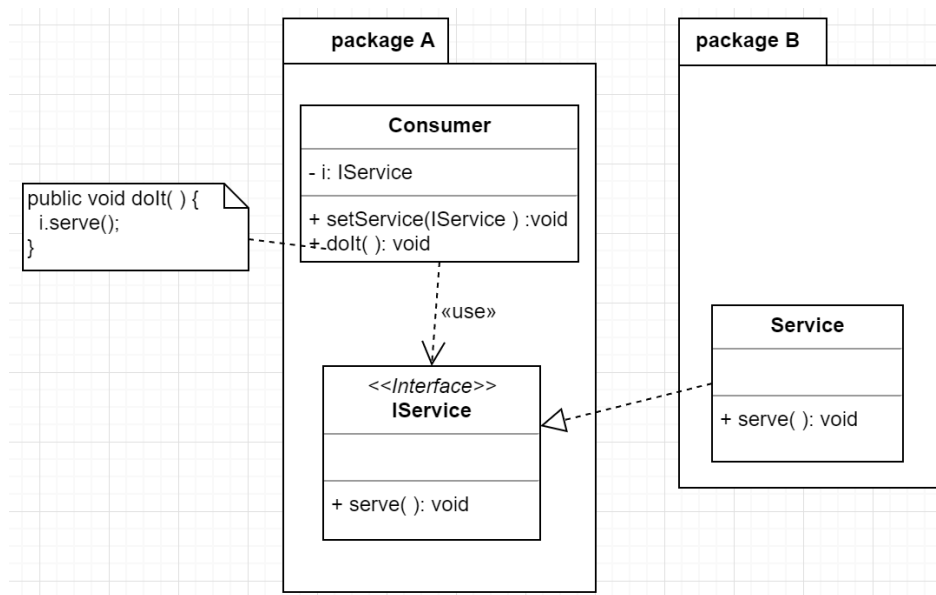 package A
package B
Consumer
- i: IService
+ setService(IService ) :void
+ doIt( ): void
public void doIt( ) {
i.serve();
}
«use»
<<Interface>>
IService
+ serve( ): void
Service
+ serve( ): void